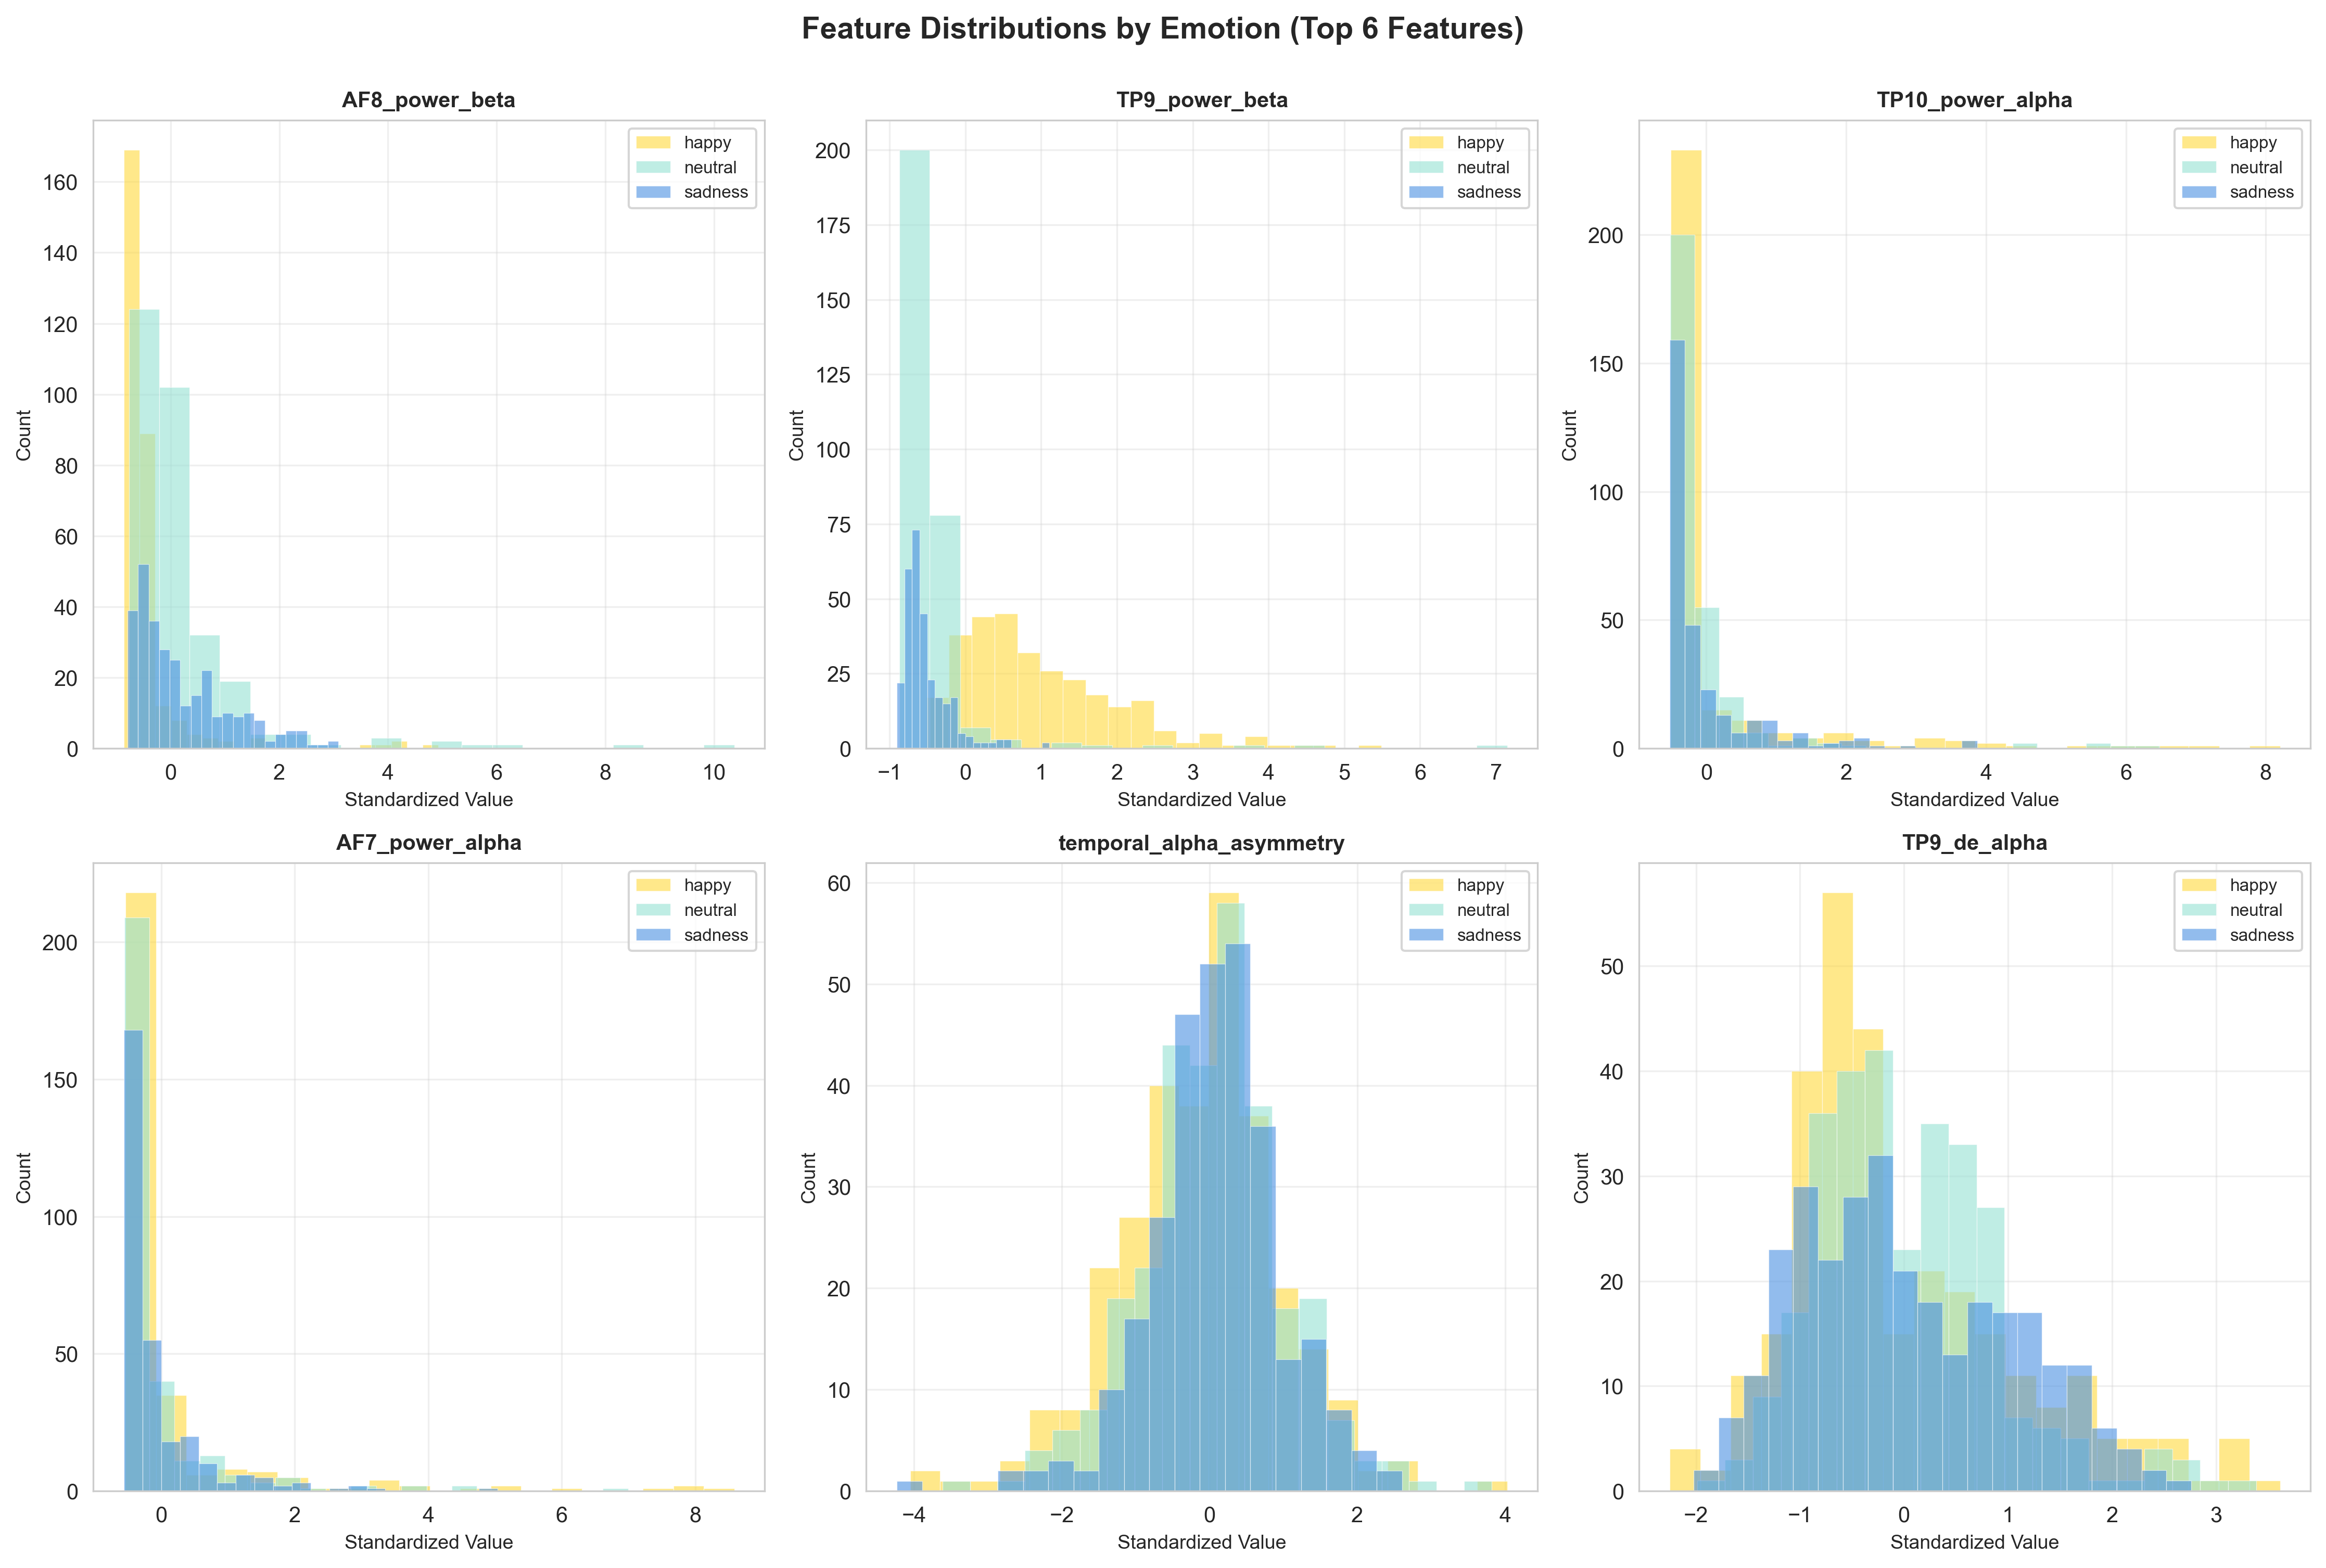 Feature Distributions by Emotion (Top 6 Features)
AF8_power_beta
happy
neutral
sadness
160
140
120
100
80
60
40
20
0
Count
0 2 4 6 8 10
Standardized Value
TP9_power_beta
happy
neutral
sadness
200
175
150
125
100
75
50
25
0
Count
−1 0 1 2 3 4 5 6 7
Standardized Value
TP10_power_alpha
happy
neutral
sadness
200
150
100
50
0
Count
0 2 4 6 8
Standardized Value
AF7_power_alpha
happy
neutral
sadness
200
150
100
50
0
Count
0 2 4 6 8
Standardized Value
temporal_alpha_asymmetry
happy
neutral
sadness
60
50
40
30
20
10
0
Count
−4 −2 0 2 4
Standardized Value
TP9_de_alpha
happy
neutral
sadness
50
40
30
20
10
0
Count
−2 −1 0 1 2 3
Standardized Value